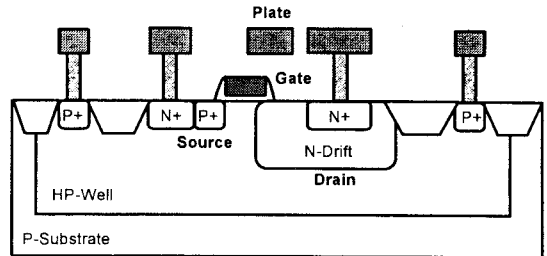 Plate
Gate
P+
N+
P+
N+
P+
Source
N-Drift
Drain
HP-Well
P-Substrate